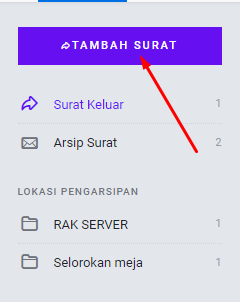 TAMBAH SURAT
Surat Keluar 1
Arsip Surat 2
LOKASI PENGARSIPAN
RAK SERVER 1
Selorokan meja 1